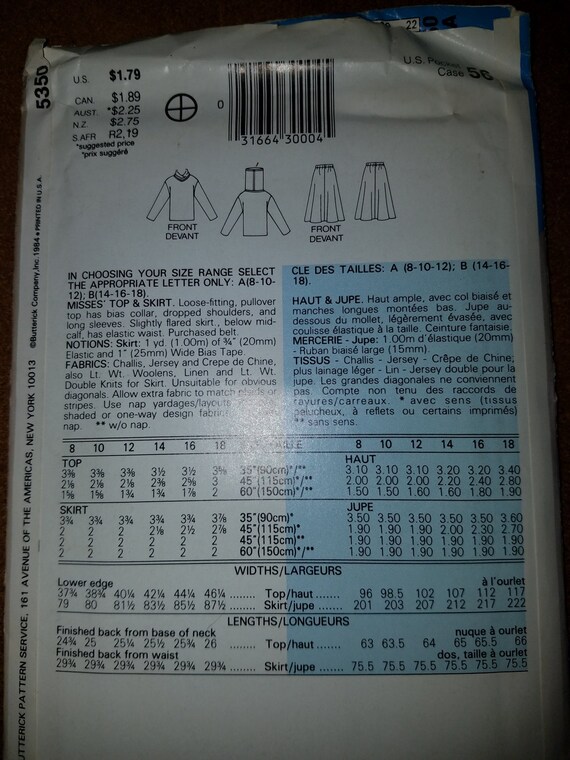 5350
U.S. $1.79
CAN. $1.89
AUST. *$2.25
N.Z. $2.75
S.AFR R2,19
*suggested price
*prix suggéré
0
31664 30004
22
U.S. Pocket
Case 56
FRONT
DEVANT
FRONT
DEVANT
©Butterick Company, Inc. 1984 • PRINTED IN U.S.A.
BUTTERICK PATTERN SERVICE, 161 AVENUE OF THE AMERICAS, NEW YORK 10013
IN CHOOSING YOUR SIZE RANGE SELECT
THE APPROPRIATE LETTER ONLY: A(8-10-
12); B(14-16-18).
MISSES' TOP & SKIRT. Loose-fitting, pullover
top has bias collar, dropped shoulders, and
long sleeves. Slightly flared skirt., below mid-
calf, has elastic waist. Purchased belt.
NOTIONS: Skirt: 1 yd. (1.00m) of ¾" (20mm)
Elastic and 1" (25mm) Wide Bias Tape.
FABRICS: Challis, Jersey and Crepe de Chine,
also Lt. Wt. Woolens, Linen and Lt. Wt.
Double Knits for Skirt. Unsuitable for obvious
diagonals. Allow extra fabric to match plaids or
stripes. Use nap yardages/layouts
shaded or one-way design fabrics.
nap. ** w/o nap.
CLE DES TAILLES: A (8-10-12); B (14-16-
18).
HAUT & JUPE. Haut ample, avec col biaisé et
manches longues montées bas. Jupe au-
dessous du mollet, légèrement évasée, avec
coulisse élastique à la taille. Ceinture fantaisie.
MERCERIE - Jupe: 1.00m d'élastique (20mm)
- Ruban biaisé large (15mm).
TISSUS - Challis - Jersey - Crêpe de Chine;
plus lainage léger - Lin - Jersey double pour la
jupe. Les grandes diagonales ne conviennent
pas. Compte non tenu des raccords de
rayures/carreaux. * avec sens (tissus
pelucheux, à reflets ou certains imprimés)
** sans sens.
8 10 12 14 16 18 8 10 12 14 16 18
TOP HAUT
3⅜ 3⅜ 3⅜ 3½ 3½ 3⅝ 35"(90cm)*/** 3.10 3.10 3.10 3.20 3.20 3.40
2⅛ 2⅛ 2⅛ 2⅜ 2⅝ 3 45"(115cm)*/** 2.00 2.00 2.00 2.20 2.40 2.80
1⅝ 1⅝ 1¾ 1¾ 1⅞ 2 60"(150cm)*/** 1.50 1.50 1.60 1.60 1.80 1.90
SKIRT JUPE
3¾ 3¾ 3¾ 3¾ 3¾ 3⅞ 35"(90cm)* 3.50 3.50 3.50 3.50 3.50 3.60
2 2 2 2⅛ 2½ 2⅞ 45"(115cm)* 1.90 1.90 1.90 2.00 2.30 2.70
2 2 2 2 2 2 45"(115cm)** 1.90 1.90 1.90 1.90 1.90 1.90
2 2 2 2 2 2 60"(150cm)*/** 1.90 1.90 1.90 1.90 1.90 1.90
WIDTHS/LARGEURS
Lower edge à l'ourlet
37¾ 38¾ 40¼ 42¼ 44¼ 46¼ ........ Top/haut ........ 96 98.5 102 107 112 117
79 80 81½ 83½ 85½ 87½ ........ Skirt/jupe ........ 201 203 207 212 217 222
LENGTHS/LONGUEURS
Finished back from base of neck nuque à ourlet
24¾ 25 25¼ 25½ 25¾ 26 ........ Top/haut ........ 63 63.5 64 65 65.5 66
Finished back from waist dos, taille à ourlet
29¾ 29¾ 29¾ 29¾ 29¾ 29¾ ........ Skirt/jupe ........ 75.5 75.5 75.5 75.5 75.5 75.5